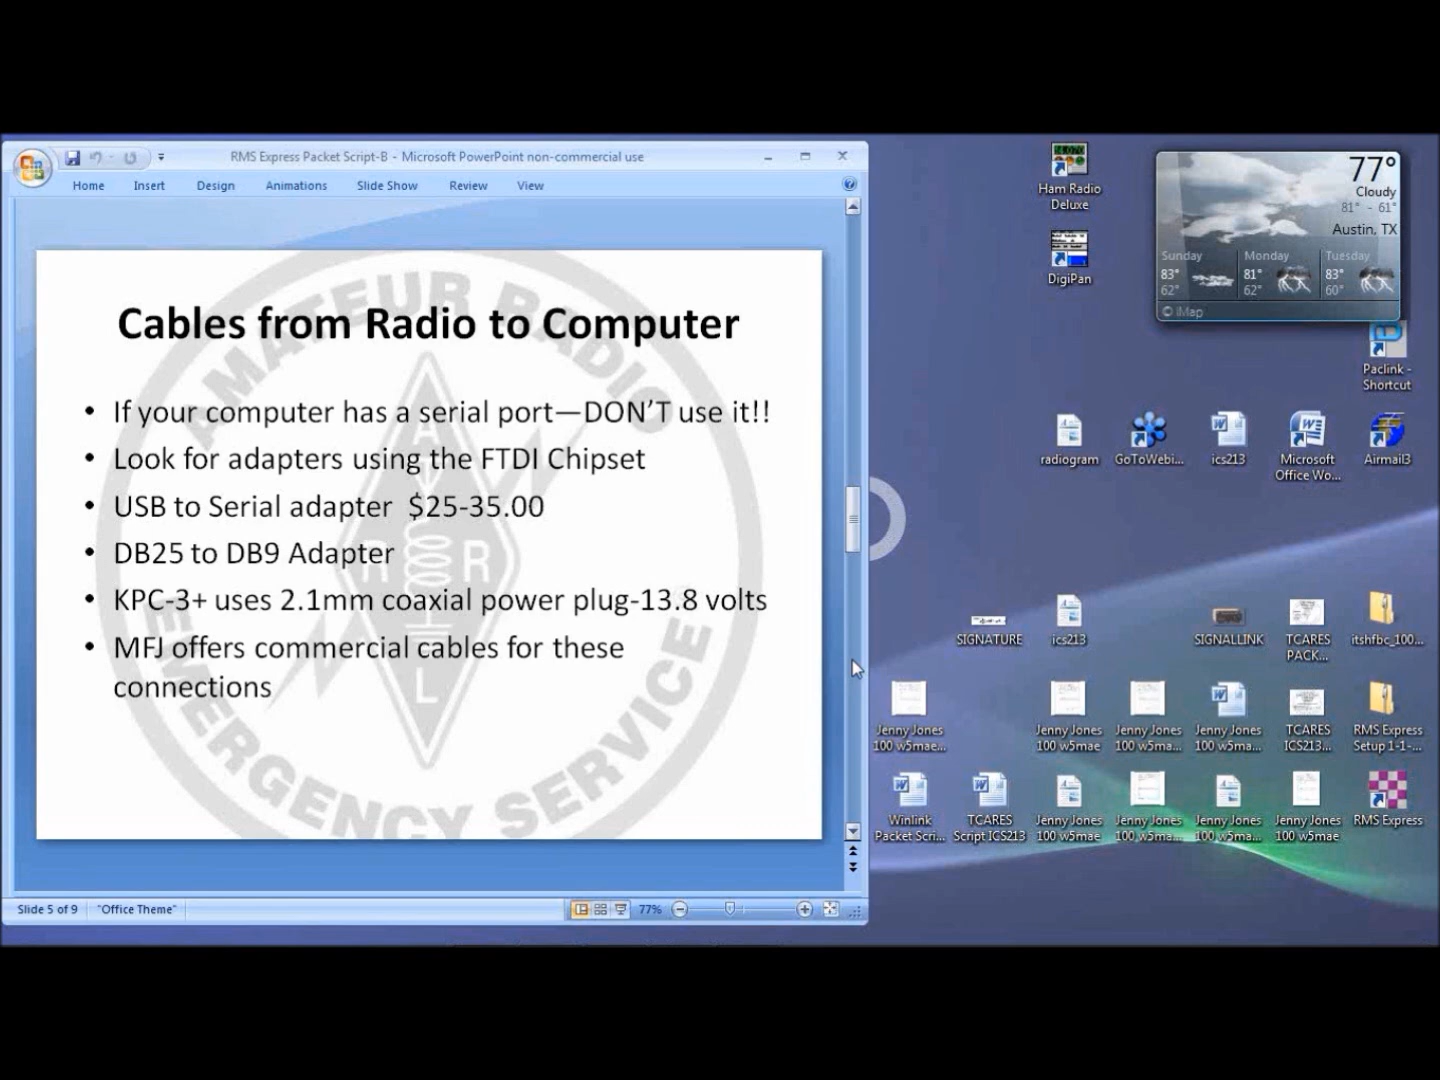 RMS Express Packet Script-B - Microsoft PowerPoint non-commercial use
Home Insert Design Animations Slide Show Review View
AMATEUR RADIO
EMERGENCY SERVICE
A
R R
L
Cables from Radio to Computer
• If your computer has a serial port—DON'T use it!!
• Look for adapters using the FTDI Chipset
• USB to Serial adapter $25-35.00
• DB25 to DB9 Adapter
• KPC-3+ uses 2.1mm coaxial power plug-13.8 volts
• MFJ offers commercial cables for these
connections
Slide 5 of 9 "Office Theme" 77%
Ham Radio
Deluxe
DigiPan
77°
Cloudy
81° - 61°
Austin, TX
Sunday Monday Tuesday
83° 81° 83°
62° 62° 60°
© iMap
Paclink -
Shortcut
radiogram GoToWebi... ics213 Microsoft
Office Wo...
Airmail3
SIGNATURE ics213 SIGNALLINK TCARES
PACK...
itshfbc_100...
Jenny Jones
100 w5mae...
Jenny Jones
100 w5mae
Jenny Jones
100 w5ma...
Jenny Jones
100 w5ma...
TCARES
ICS213...
RMS Express
Setup 1-1-...
Winlink
Packet Scri...
TCARES
Script ICS213
Jenny Jones
100 w5mae
Jenny Jones
100 w5ma...
Jenny Jones
100 w5ma...
Jenny Jones
100 w5mae
RMS Express